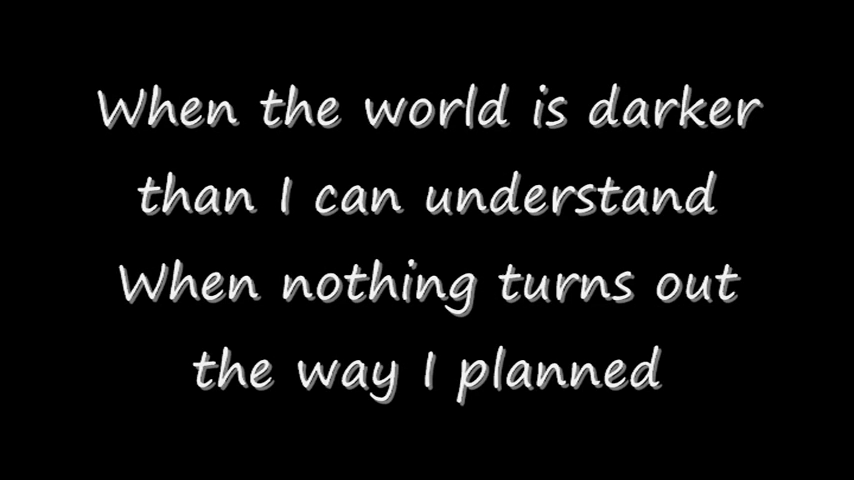 When the world is darker
than I can understand
When nothing turns out
the way I planned